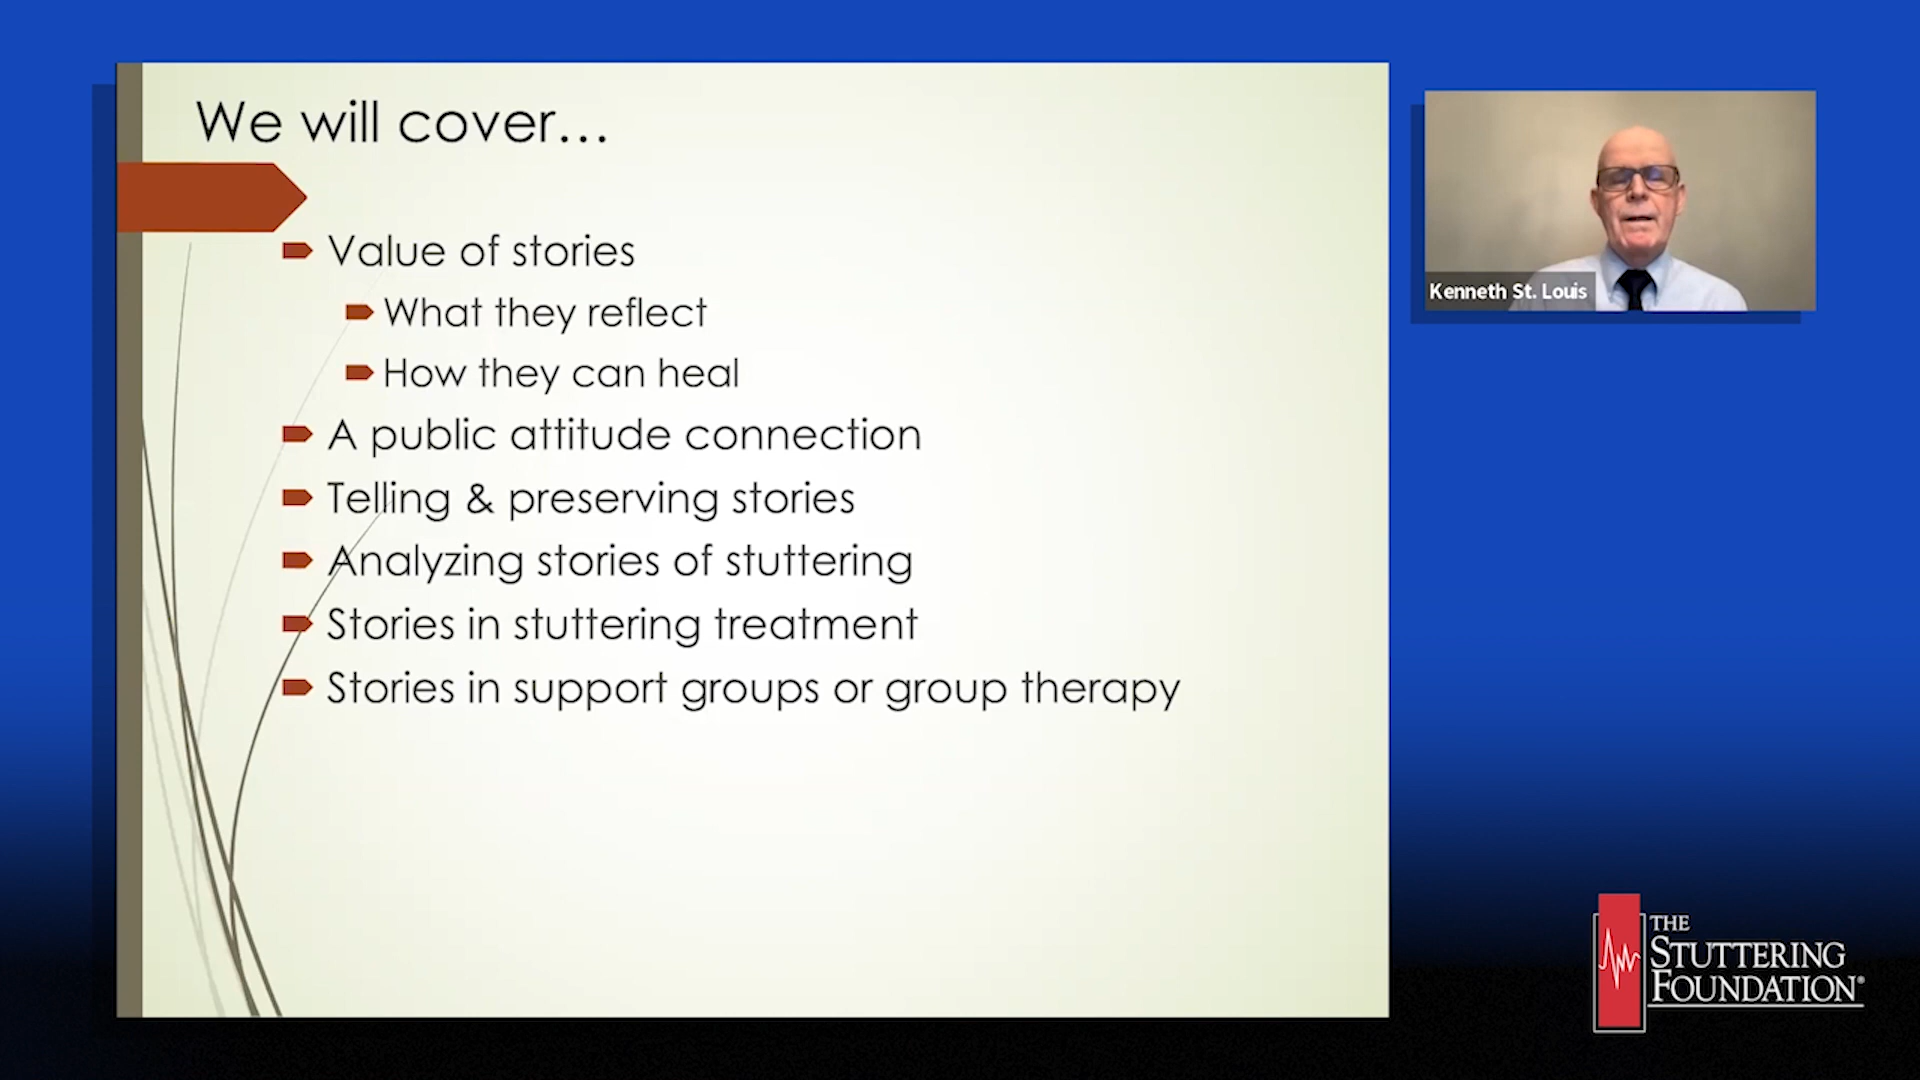 We will cover...
Value of stories
What they reflect
How they can heal
A public attitude connection
Telling & preserving stories
Analyzing stories of stuttering
Stories in stuttering treatment
Stories in support groups or group therapy
Kenneth St. Louis
THE
STUTTERING
FOUNDATION®